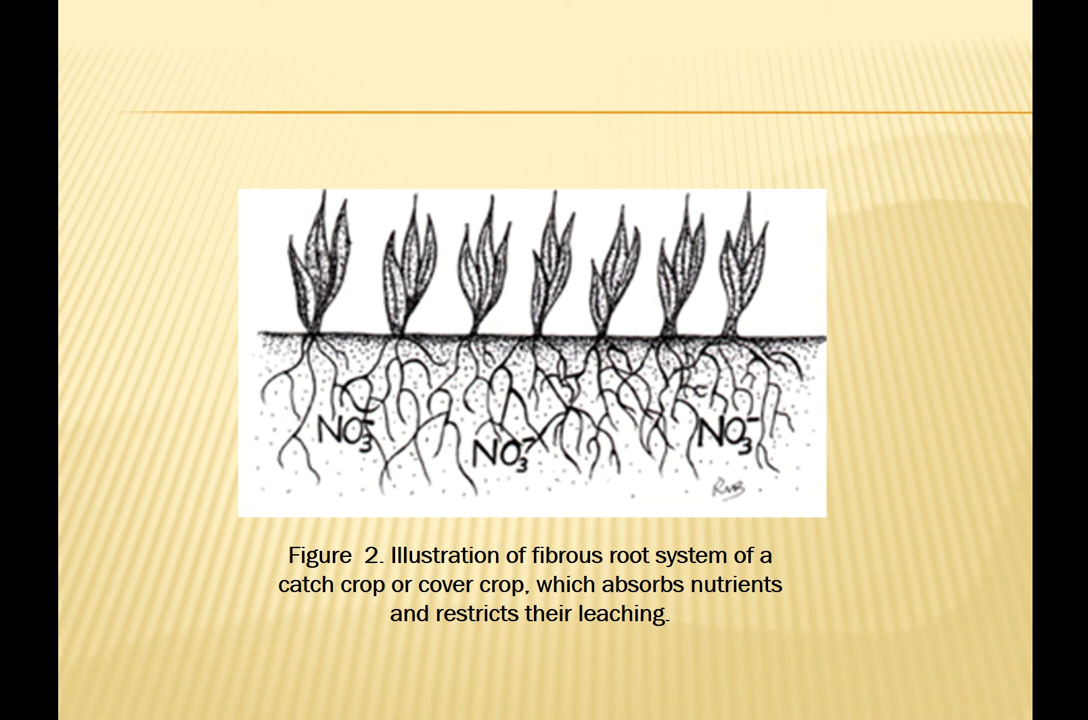 NO₃⁻
NO₃⁻
NO₃⁻
RMB
Figure 2. Illustration of fibrous root system of a
catch crop or cover crop, which absorbs nutrients
and restricts their leaching.